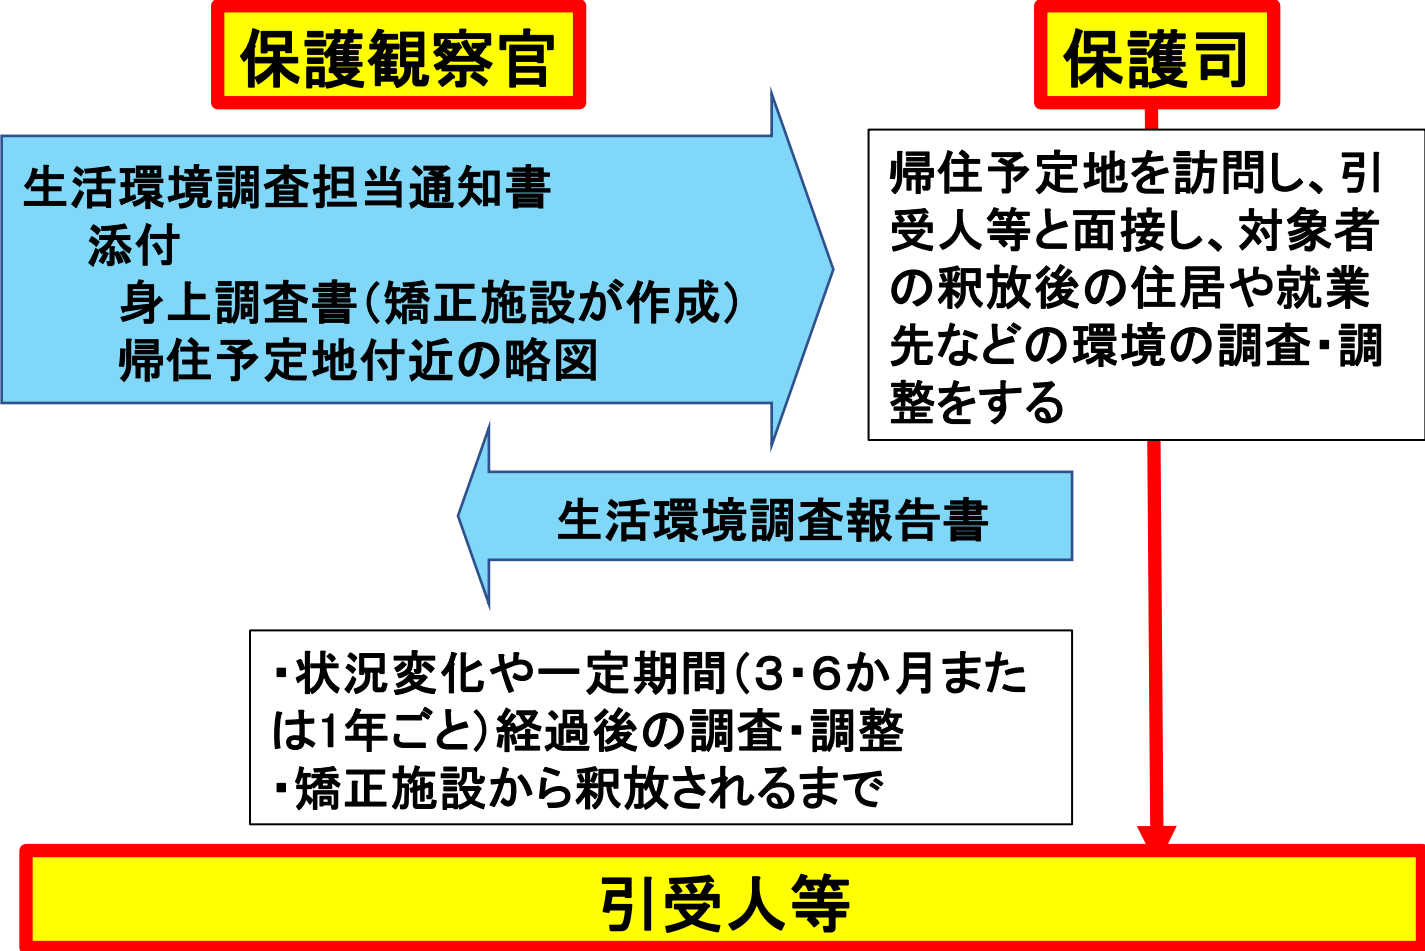 保護観察官
保護司
生活環境調査担当通知書
添付
身上調査書（矯正施設が作成）
帰住予定地付近の略図
帰住予定地を訪問し、引
受人等と面接し、対象者
の釈放後の住居や就業
先などの環境の調査・調
整をする
生活環境調査報告書
・状況変化や一定期間（３・６か月また
は1年ごと）経過後の調査・調整
・矯正施設から釈放されるまで
引受人等